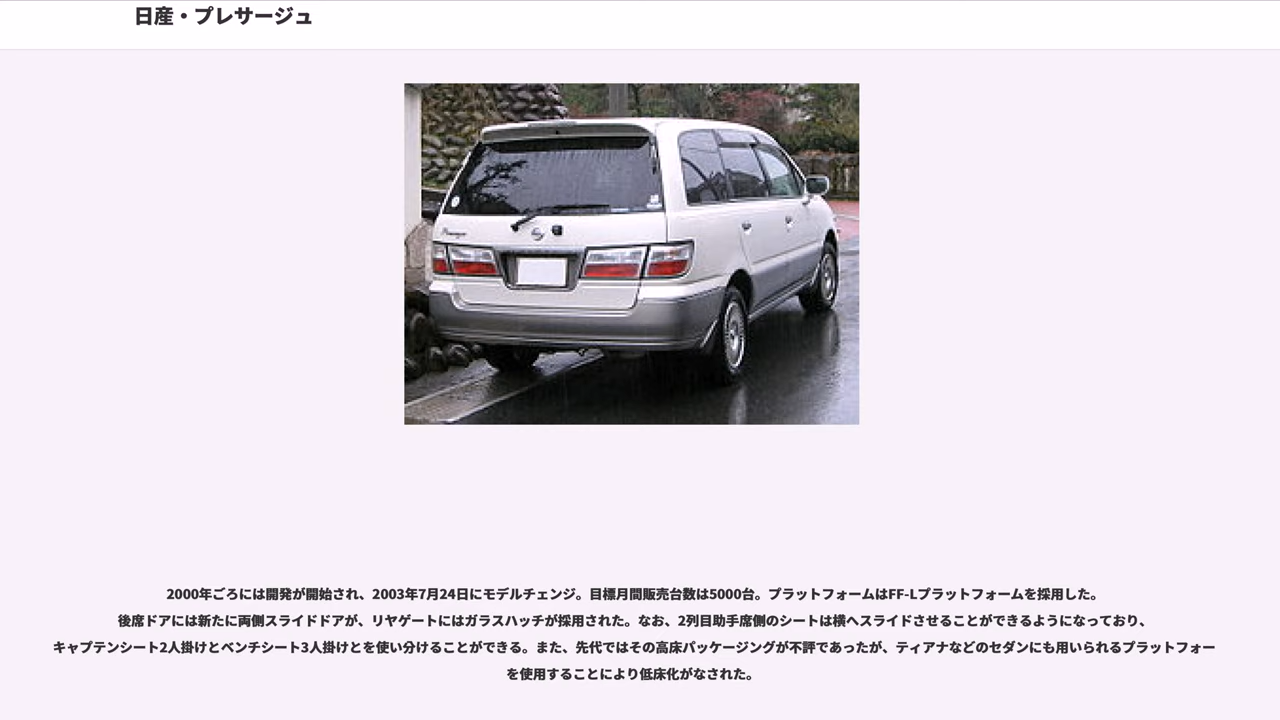 日産・プレサージュ
Presage
2000年ごろには開発が開始され、2003年7月24日にモデルチェンジ。目標月間販売台数は5000台。プラットフォームはFF-Lプラットフォームを採用した。
後席ドアには新たに両側スライドドアが、リヤゲートにはガラスハッチが採用された。なお、2列目助手席側のシートは横へスライドさせることができるようになっており、
キャプテンシート2人掛けとベンチシート3人掛けとを使い分けることができる。また、先代ではその高床パッケージングが不評であったが、ティアナなどのセダンにも用いられるプラットフォー
を使用することにより低床化がなされた。